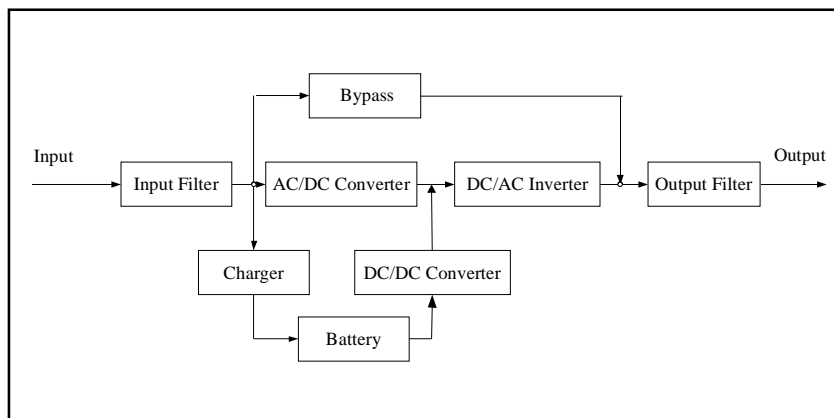 Bypass
Input
Output
Input Filter
AC/DC Converter
DC/AC Inverter
Output Filter
Charger
DC/DC Converter
Battery